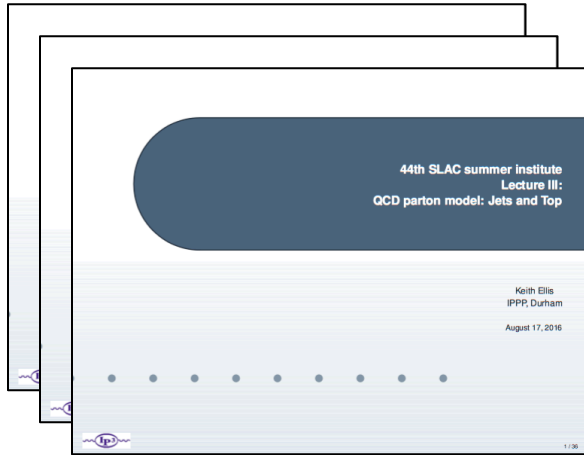 44th SLAC summer institute
Lecture III:
QCD parton model: Jets and Top
Keith Ellis
IPPP, Durham
August 17, 2016
Ip3
1 / 36